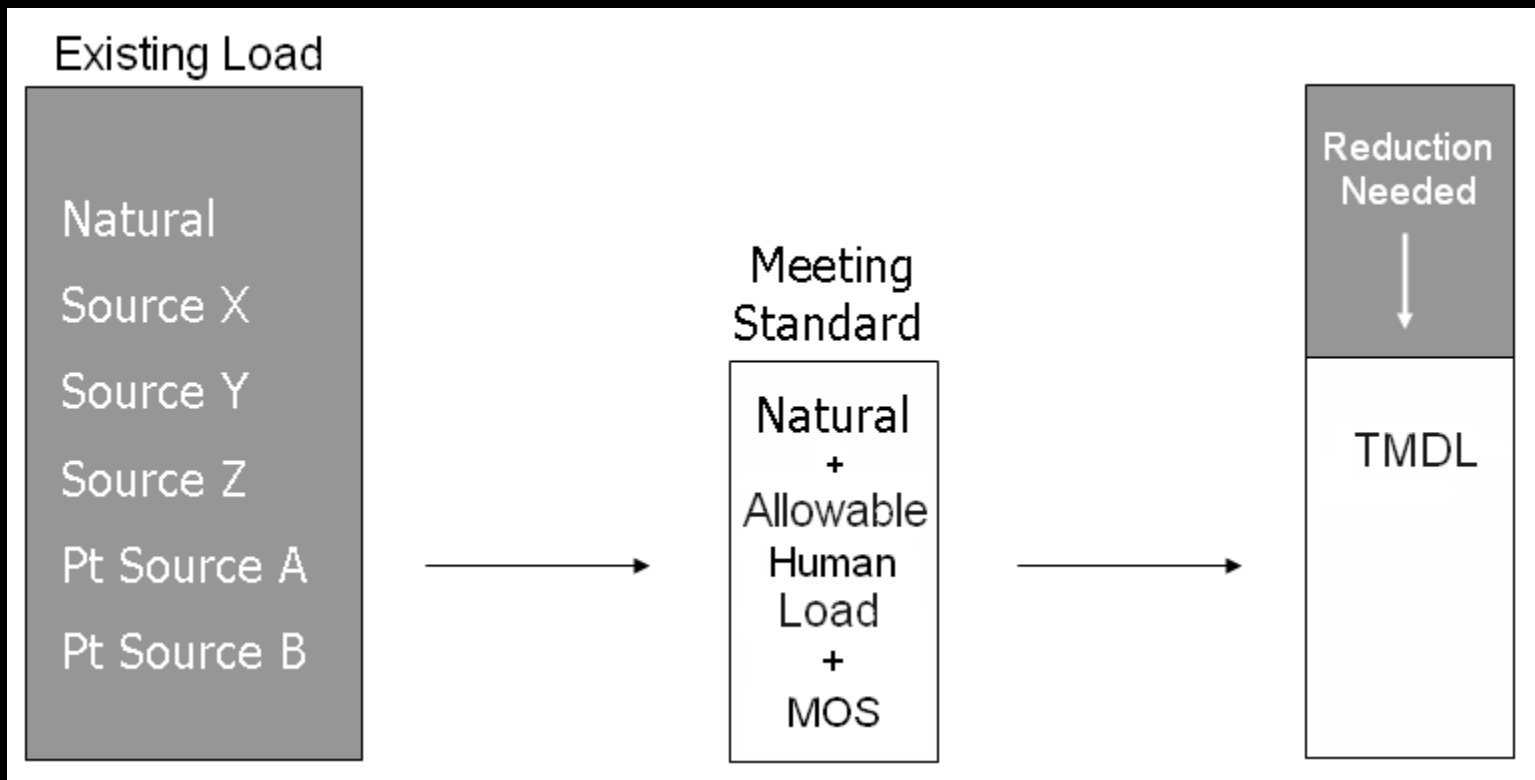 Existing Load
Natural
Source X
Source Y
Source Z
Pt Source A
Pt Source B
Meeting
Standard
Natural
+
Allowable
Human
Load
+
MOS
Reduction
Needed
TMDL